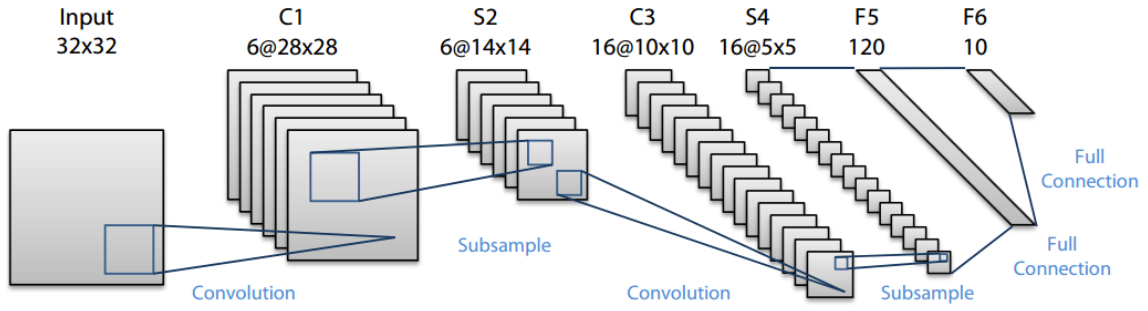 Input
32x32
C1
6@28x28
S2
6@14x14
C3
16@10x10
S4
16@5x5
F5
120
F6
10
Convolution
Subsample
Convolution
Subsample
Full
Connection
Full
Connection